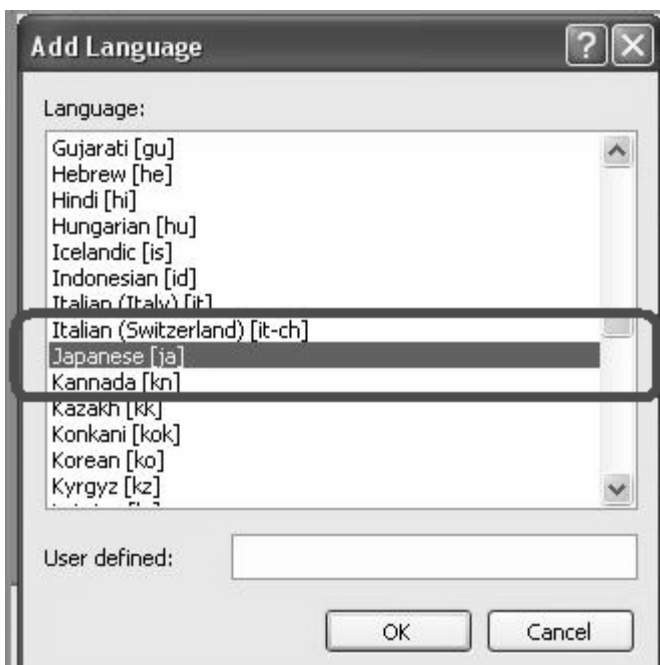 Add Language
Language:
Gujarati [gu]
Hebrew [he]
Hindi [hi]
Hungarian [hu]
Icelandic [is]
Indonesian [id]
Italian (Italy) [it]
Italian (Switzerland) [it-ch]
Japanese [ja]
Kannada [kn]
Kazakh [kk]
Konkani [kok]
Korean [ko]
Kyrgyz [kz]
User defined:
OK Cancel